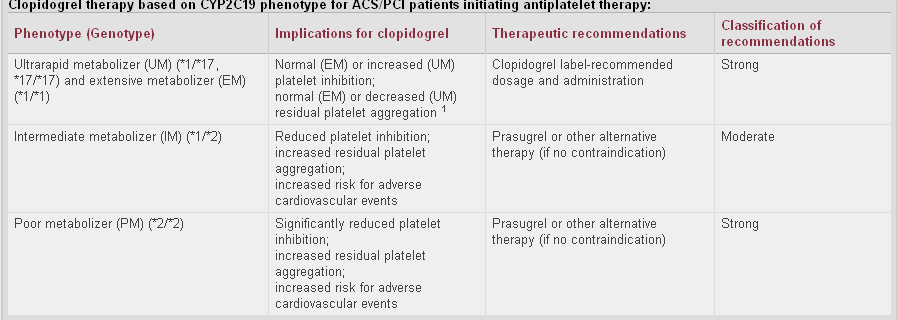 Clopidogrel therapy based on CYP2C19 phenotype for ACS/PCI patients initiating antiplatelet therapy:
Phenotype (Genotype)
Implications for clopidogrel
Therapeutic recommendations
Classification of
recommendations
Ultrarapid metabolizer (UM) (*1/*17,
*17/*17) and extensive metabolizer (EM)
(*1/*1)
Normal (EM) or increased (UM)
platelet inhibition;
normal (EM) or decreased (UM)
residual platelet aggregation 1
Clopidogrel label-recommended
dosage and administration
Strong
Intermediate metabolizer (IM) (*1/*2)
Reduced platelet inhibition;
increased residual platelet
aggregation;
increased risk for adverse
cardiovascular events
Prasugrel or other alternative
therapy (if no contraindication)
Moderate
Poor metabolizer (PM) (*2/*2)
Significantly reduced platelet
inhibition;
increased residual platelet
aggregation;
increased risk for adverse
cardiovascular events
Prasugrel or other alternative
therapy (if no contraindication)
Strong